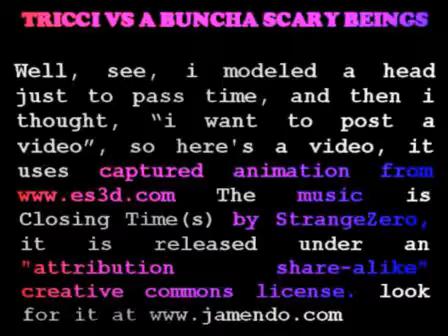 TRICCI VS A BUNCHA SCARY BEINGS
Well, see, i modeled a head
just to pass time, and then i
thought, “i want to post a
video”, so here's a video, it
uses captured animation from
www.es3d.com The music is
Closing Time(s) by StrangeZero,
it is released under an
"attribution share-alike"
creative commons license. look
for it at www.jamendo.com